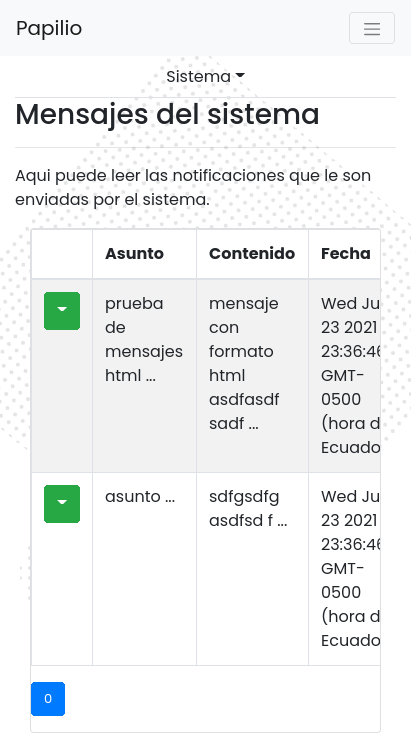 Papilio
Sistema
Mensajes del sistema
Aqui puede leer las notificaciones que le son
enviadas por el sistema.
Asunto Contenido Fecha
prueba de mensajes html ... mensaje con formato html asdfasdf sadf ... Wed Ju 23 2021 23:36:46 GMT-0500 (hora d Ecuado
asunto ... sdfgsdfg asdfsd f ... Wed Ju 23 2021 23:36:46 GMT-0500 (hora d Ecuado
0